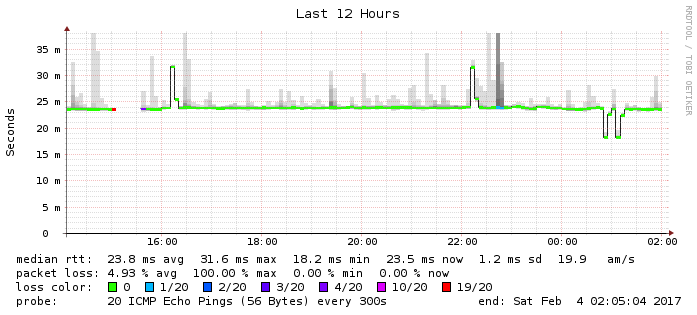 Last 12 Hours
RRDTOOL / TOBI OETIKER
Seconds
35 m
30 m
25 m
20 m
15 m
10 m
5 m
0
16:00 18:00 20:00 22:00 00:00 02:00
median rtt: 23.8 ms avg 31.6 ms max 18.2 ms min 23.5 ms now 1.2 ms sd 19.9 am/s
packet loss: 4.93 % avg 100.00 % max 0.00 % min 0.00 % now
loss color: 0 1/20 2/20 3/20 4/20 10/20 19/20
probe: 20 ICMP Echo Pings (56 Bytes) every 300s end: Sat Feb 4 02:05:04 2017